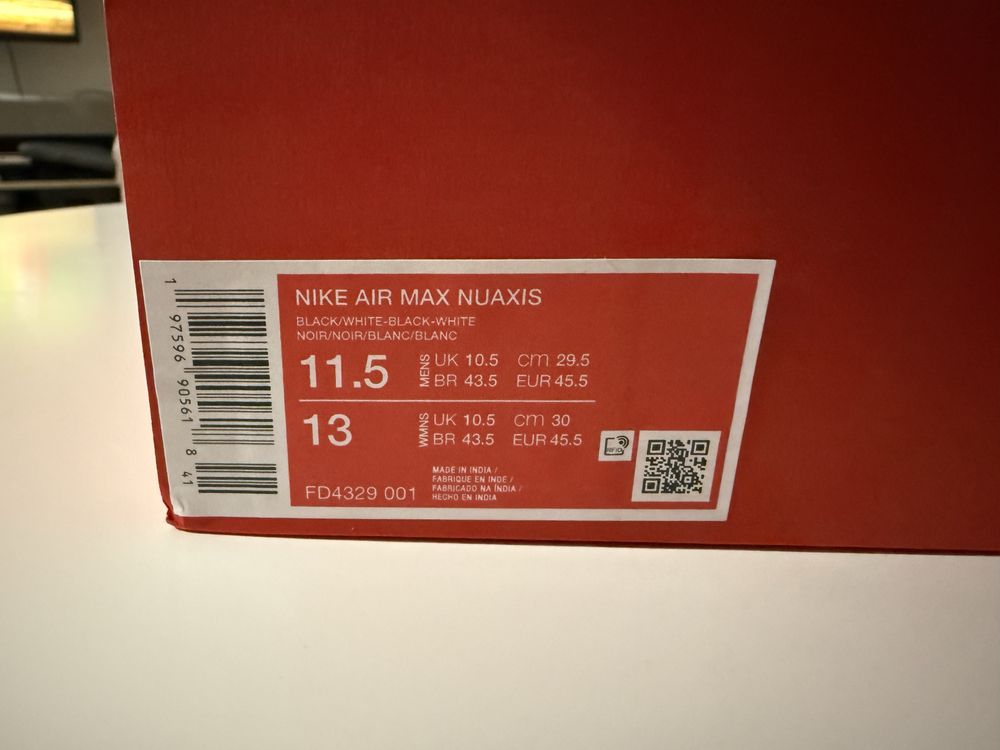 NIKE AIR MAX NUAXIS
BLACK/WHITE-BLACK-WHITE
NOIR/NOIR/BLANC/BLANC
11.5 MENS UK 10.5 cm 29.5
BR 43.5 EUR 45.5
13 WMNS UK 10.5 cm 30
BR 43.5 EUR 45.5
MADE IN INDIA /
FABRIQUE EN INDE /
FABRICADO NA ÍNDIA /
HECHO EN INDIA
FD4329 001
RFID
1 97596 90561 8 41